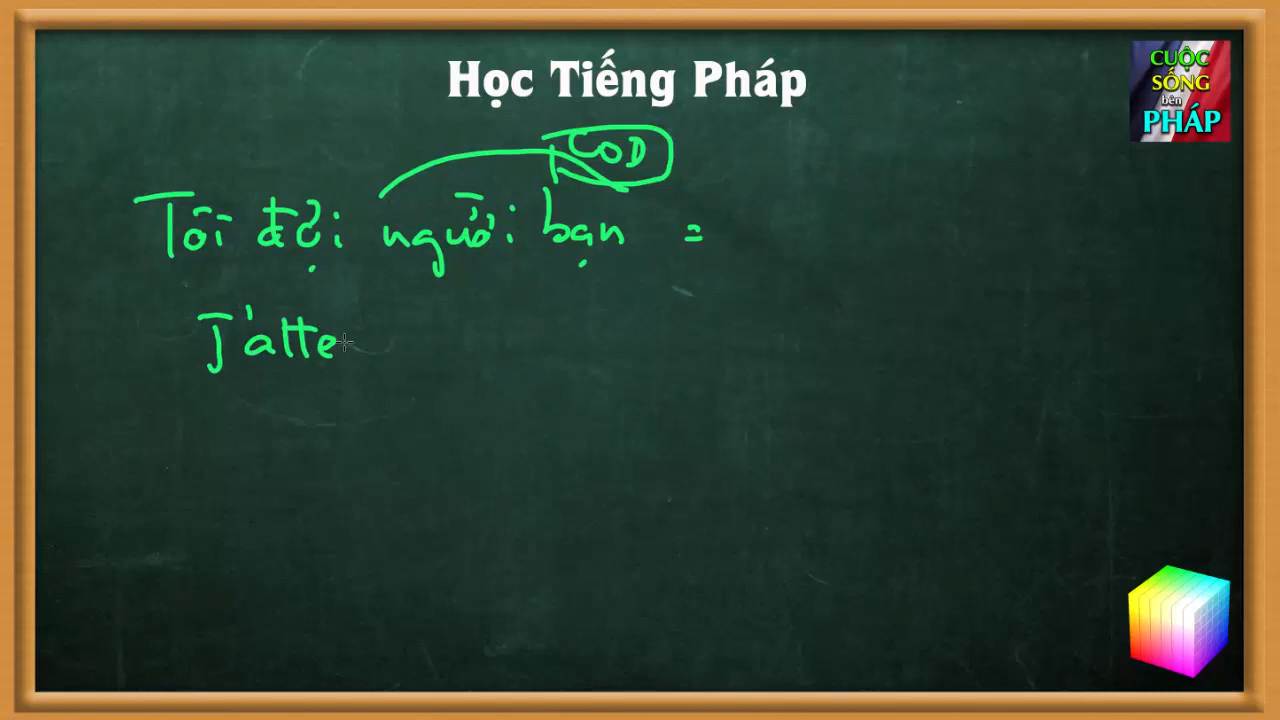 Học Tiếng Pháp
CUỘC
SỐNG
bên
PHÁP
COD
Tôi đợi người bạn =
J'atte